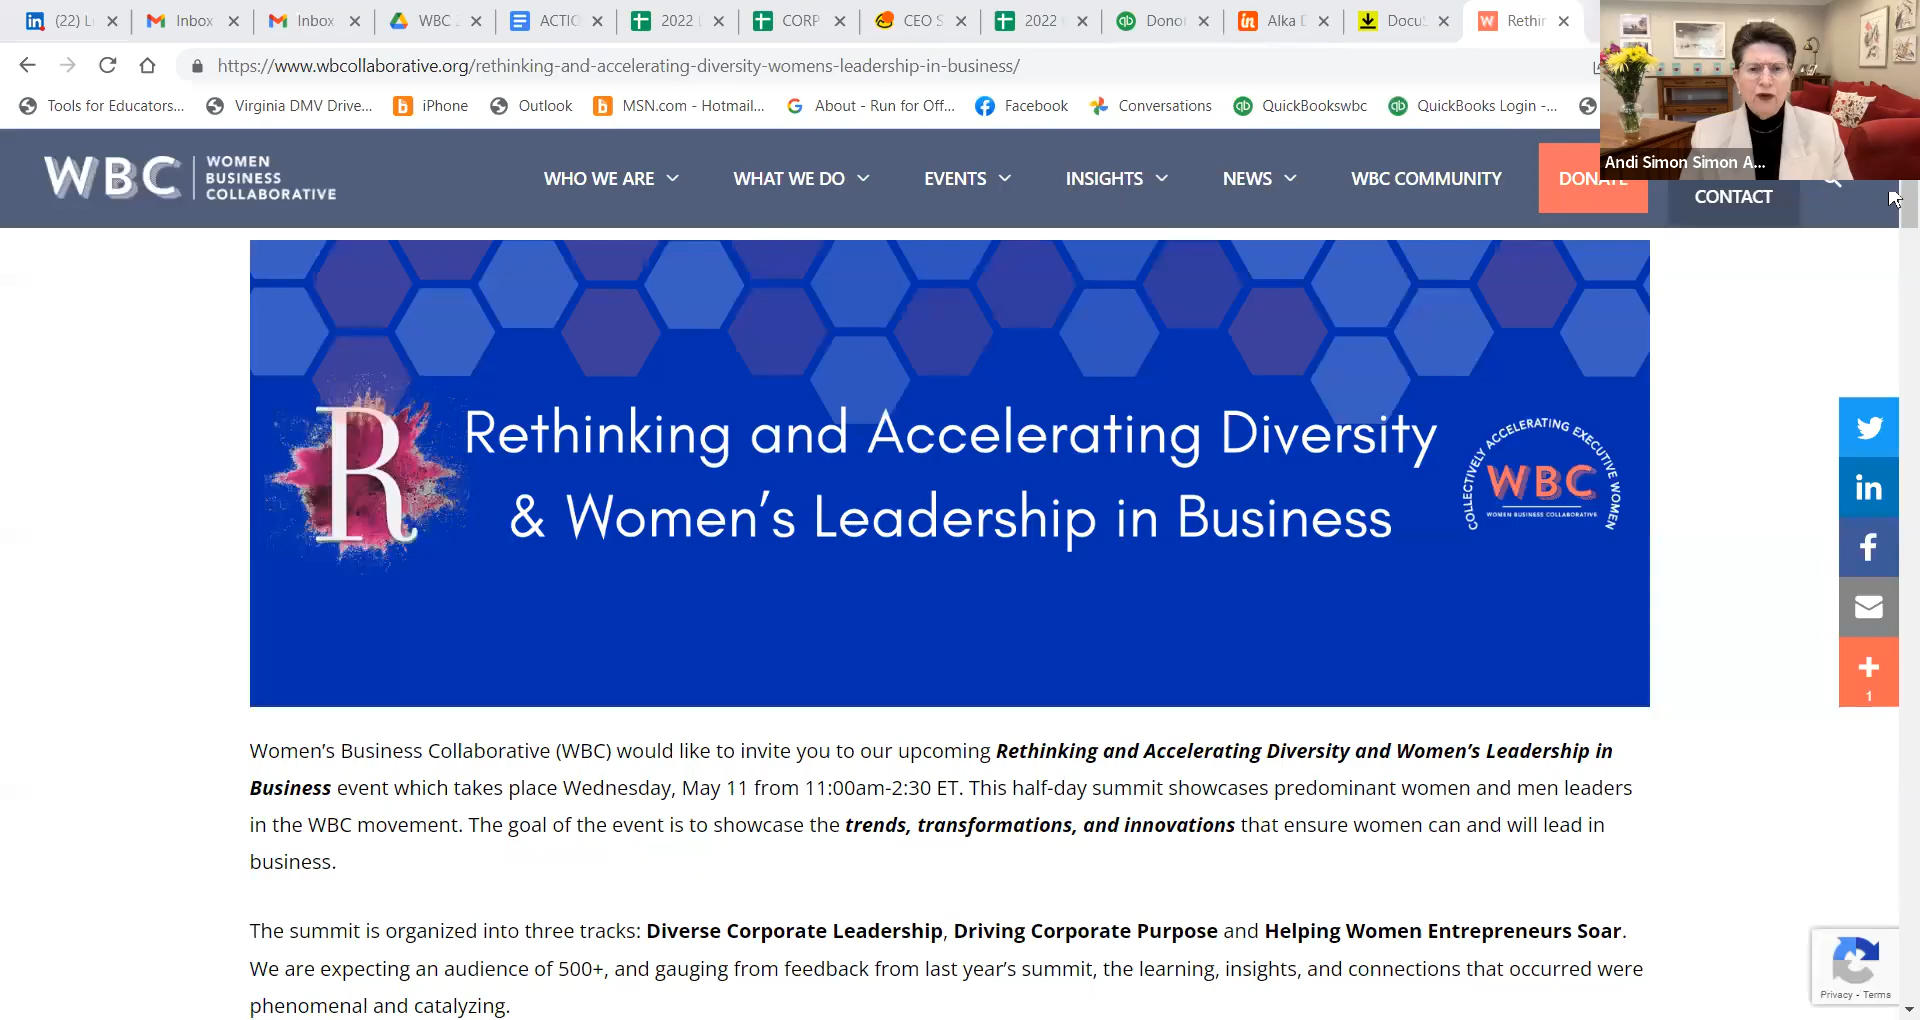 (22) L
Inbox
Inbox
WBC 2
ACTIO
2022
CORP
CEO S
2022
Donor
Alka D
DocuS
Rethin
https://www.wbcollaborative.org/rethinking-and-accelerating-diversity-womens-leadership-in-business/
Tools for Educators...
Virginia DMV Drive...
iPhone
Outlook
MSN.com - Hotmail...
About - Run for Off...
Facebook
Conversations
QuickBookswbc
QuickBooks Login -...
Andi Simon Simon A...
WBC
WOMEN
BUSINESS
COLLABORATIVE
WHO WE ARE
WHAT WE DO
EVENTS
INSIGHTS
NEWS
WBC COMMUNITY
DONATE
CONTACT
R
Rethinking and Accelerating Diversity
& Women's Leadership in Business
COLLECTIVELY ACCELERATING EXECUTIVE WOMEN
WBC
WOMEN BUSINESS COLLABORATIVE
1
Women's Business Collaborative (WBC) would like to invite you to our upcoming Rethinking and Accelerating Diversity and Women's Leadership in
Business event which takes place Wednesday, May 11 from 11:00am-2:30 ET. This half-day summit showcases predominant women and men leaders
in the WBC movement. The goal of the event is to showcase the trends, transformations, and innovations that ensure women can and will lead in
business.
The summit is organized into three tracks: Diverse Corporate Leadership, Driving Corporate Purpose and Helping Women Entrepreneurs Soar.
We are expecting an audience of 500+, and gauging from feedback from last year's summit, the learning, insights, and connections that occurred were
phenomenal and catalyzing.
Privacy - Terms